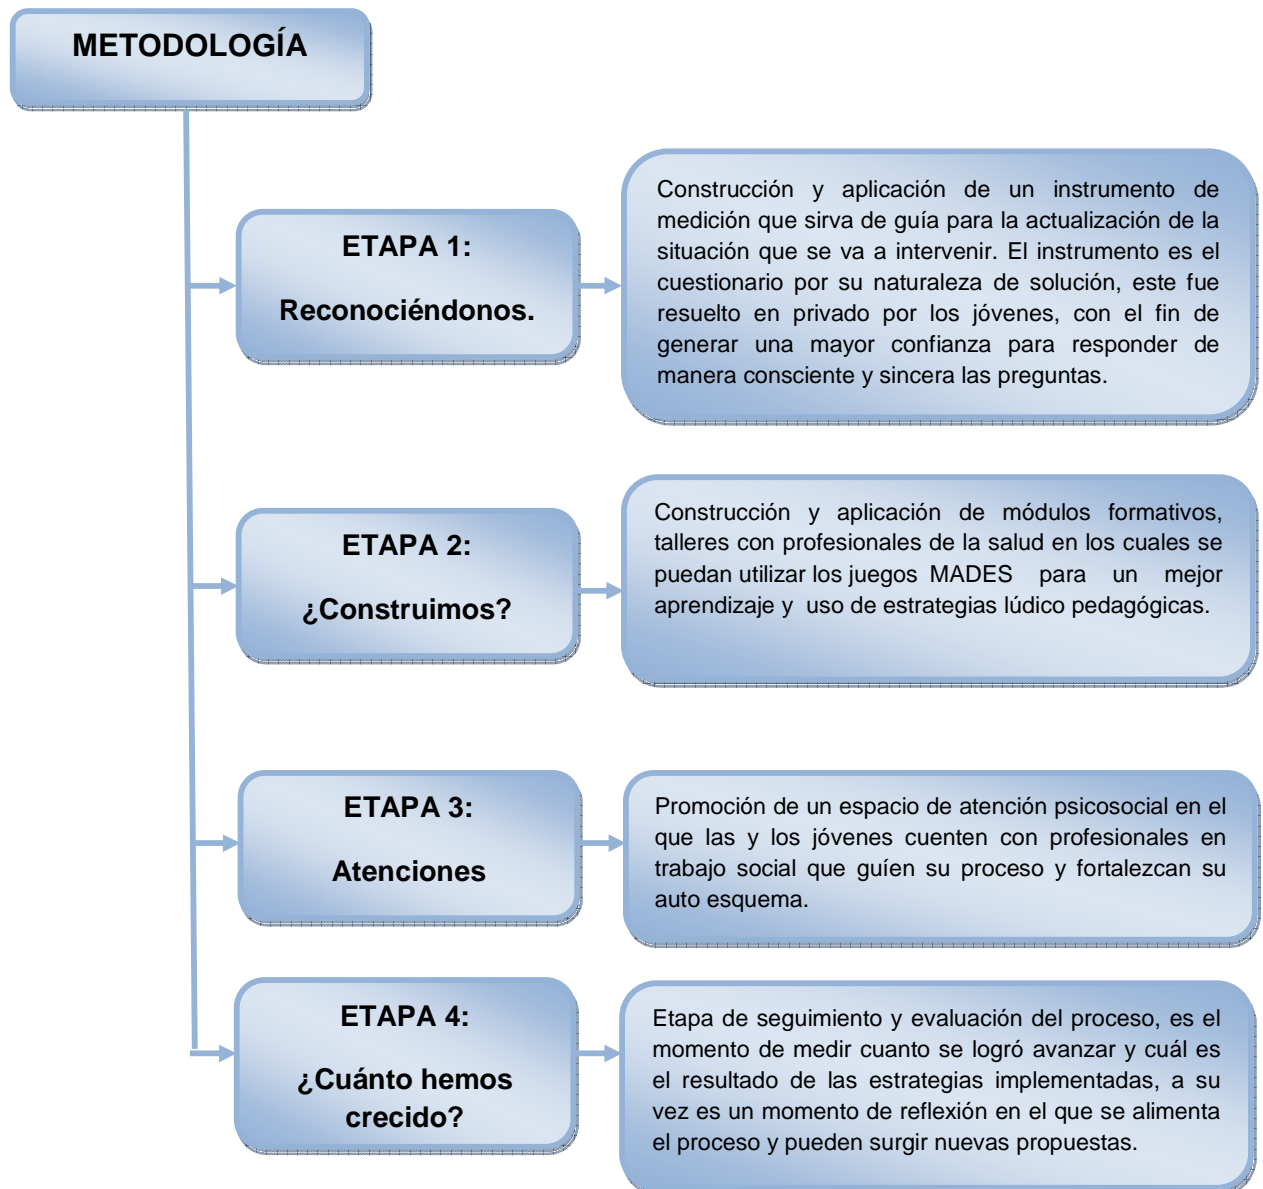 METODOLOGÍA
ETAPA 1:
Reconociéndonos.
Construcción y aplicación de un instrumento de
medición que sirva de guía para la actualización de la
situación que se va a intervenir. El instrumento es el
cuestionario por su naturaleza de solución, este fue
resuelto en privado por los jóvenes, con el fin de
generar una mayor confianza para responder de
manera consciente y sincera las preguntas.
ETAPA 2:
¿Construimos?
Construcción y aplicación de módulos formativos,
talleres con profesionales de la salud en los cuales se
puedan utilizar los juegos MADES para un mejor
aprendizaje y uso de estrategias lúdico pedagógicas.
ETAPA 3:
Atenciones
Promoción de un espacio de atención psicosocial en el
que las y los jóvenes cuenten con profesionales en
trabajo social que guíen su proceso y fortalezcan su
auto esquema.
ETAPA 4:
¿Cuánto hemos
crecido?
Etapa de seguimiento y evaluación del proceso, es el
momento de medir cuanto se logró avanzar y cuál es
el resultado de las estrategias implementadas, a su
vez es un momento de reflexión en el que se alimenta
el proceso y pueden surgir nuevas propuestas.